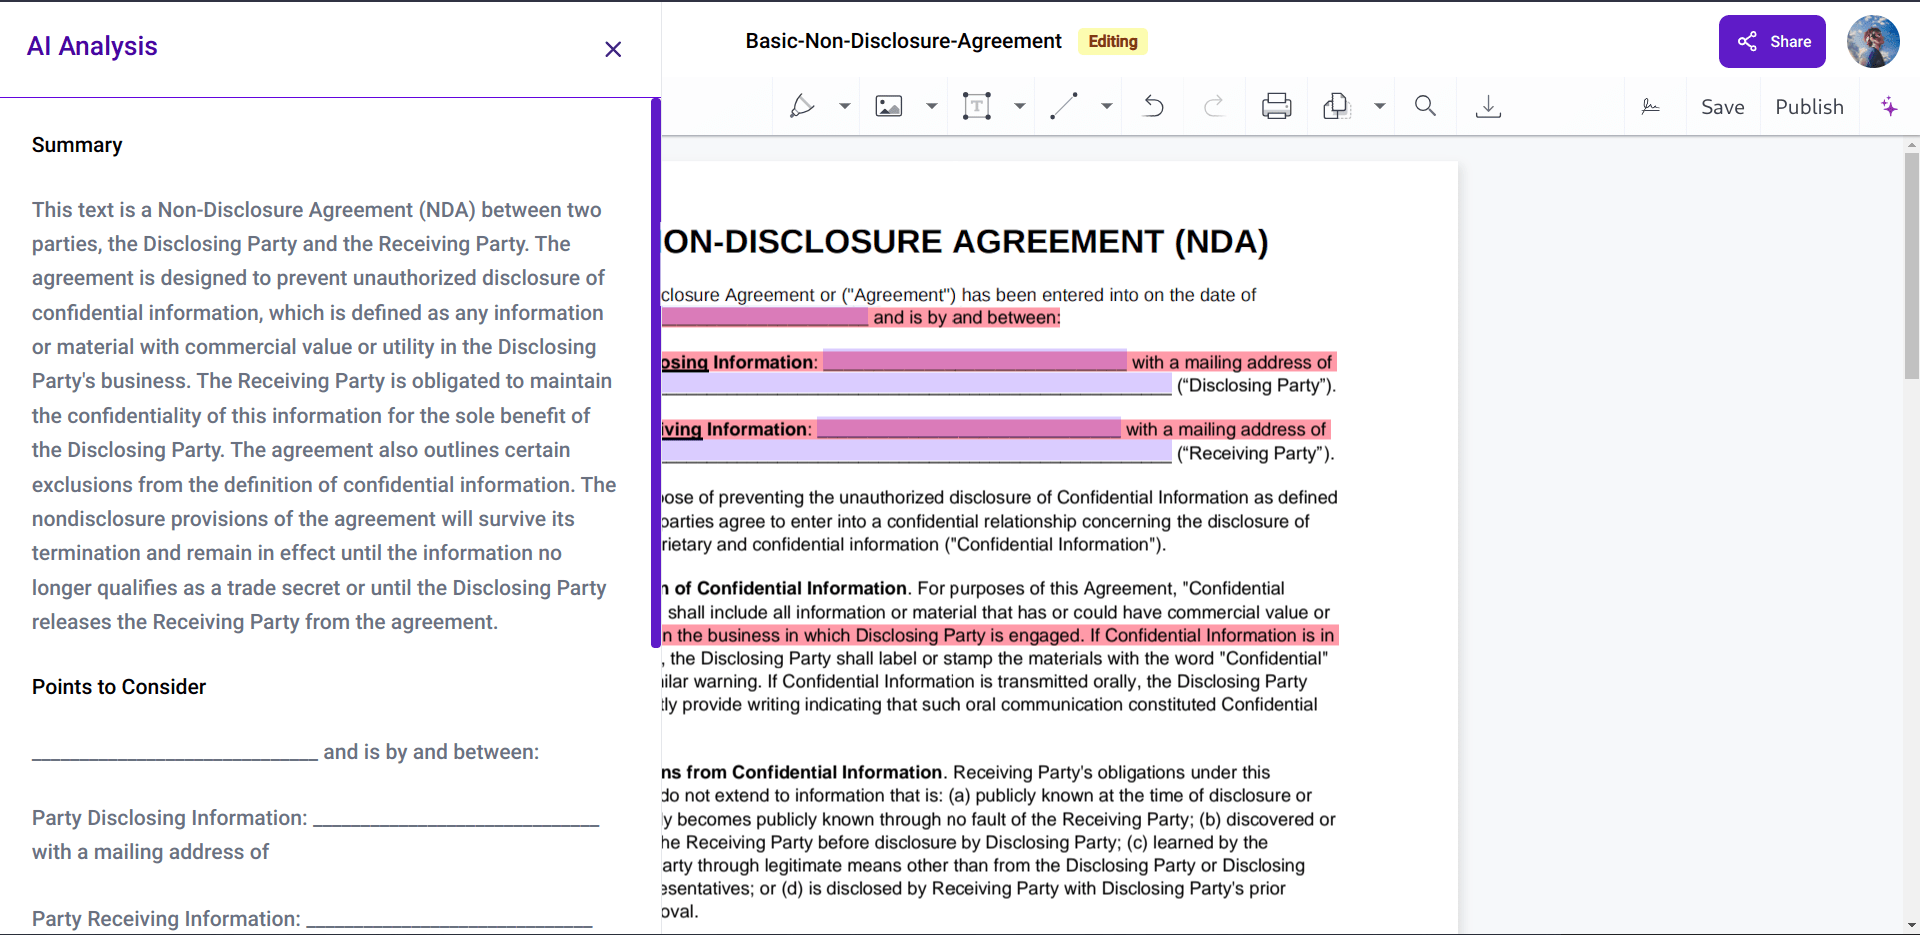 AI Analysis
Summary
This text is a Non-Disclosure Agreement (NDA) between two
parties, the Disclosing Party and the Receiving Party. The
agreement is designed to prevent unauthorized disclosure of
confidential information, which is defined as any information
or material with commercial value or utility in the Disclosing
Party's business. The Receiving Party is obligated to maintain
the confidentiality of this information for the sole benefit of
the Disclosing Party. The agreement also outlines certain
exclusions from the definition of confidential information. The
nondisclosure provisions of the agreement will survive its
termination and remain in effect until the information no
longer qualifies as a trade secret or until the Disclosing Party
releases the Receiving Party from the agreement.
Points to Consider
__________________________ and is by and between:
Party Disclosing Information: __________________________
with a mailing address of
Party Receiving Information: __________________________
Basic-Non-Disclosure-Agreement Editing
Share
T
Save Publish
ON-DISCLOSURE AGREEMENT (NDA)
closure Agreement or ("Agreement") has been entered into on the date of
____________________ and is by and between:
osing Information: ______________________________ with a mailing address of
__________________________________________________ (“Disclosing Party”).
iving Information: ______________________________ with a mailing address of
__________________________________________________ (“Receiving Party”).
pose of preventing the unauthorized disclosure of Confidential Information as defined
parties agree to enter into a confidential relationship concerning the disclosure of
rietary and confidential information ("Confidential Information").
n of Confidential Information. For purposes of this Agreement, "Confidential
shall include all information or material that has or could have commercial value or
n the business in which Disclosing Party is engaged. If Confidential Information is in
, the Disclosing Party shall label or stamp the materials with the word "Confidential"
ilar warning. If Confidential Information is transmitted orally, the Disclosing Party
tly provide writing indicating that such oral communication constituted Confidential
ns from Confidential Information. Receiving Party's obligations under this
do not extend to information that is: (a) publicly known at the time of disclosure or
y becomes publicly known through no fault of the Receiving Party; (b) discovered or
he Receiving Party before disclosure by Disclosing Party; (c) learned by the
arty through legitimate means other than from the Disclosing Party or Disclosing
esentatives; or (d) is disclosed by Receiving Party with Disclosing Party's prior
oval.